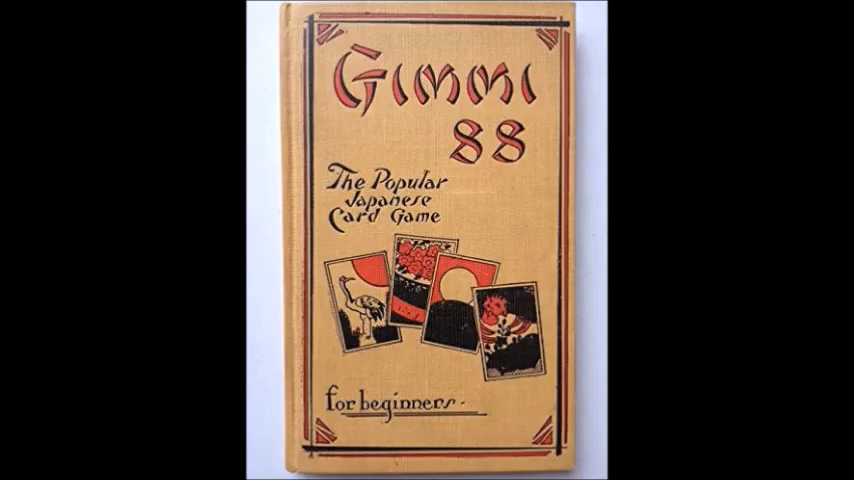 Gimmi
88
The Popular
Japanese
Card Game
for beginners.